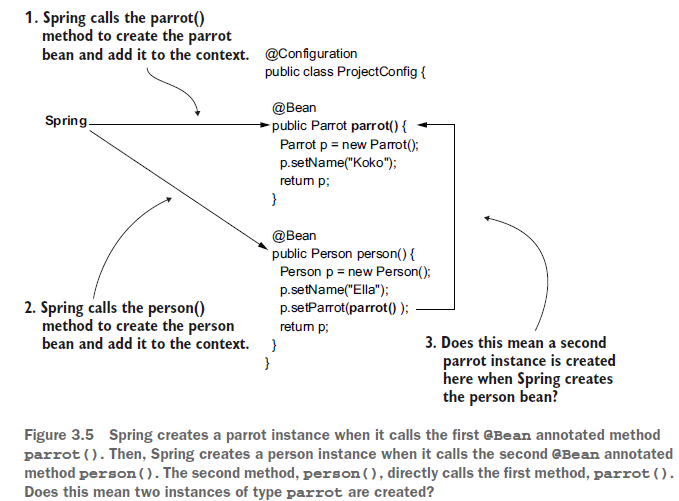 1. Spring calls the parrot()
method to create the parrot
bean and add it to the context.
@Configuration
public class ProjectConfig {
@Bean
public Parrot parrot() {
Parrot p = new Parrot();
p.setName("Koko");
return p;
}
Spring
@Bean
public Person person() {
Person p = new Person();
p.setName("Ella");
p.setParrot(parrot() );
return p;
}
}
2. Spring calls the person()
method to create the person
bean and add it to the context.
3. Does this mean a second
parrot instance is created
here when Spring creates
the person bean?
Figure 3.5 Spring creates a parrot instance when it calls the first @Bean annotated method
parrot(). Then, Spring creates a person instance when it calls the second @Bean annotated
method person(). The second method, person(), directly calls the first method, parrot().
Does this mean two instances of type parrot are created?